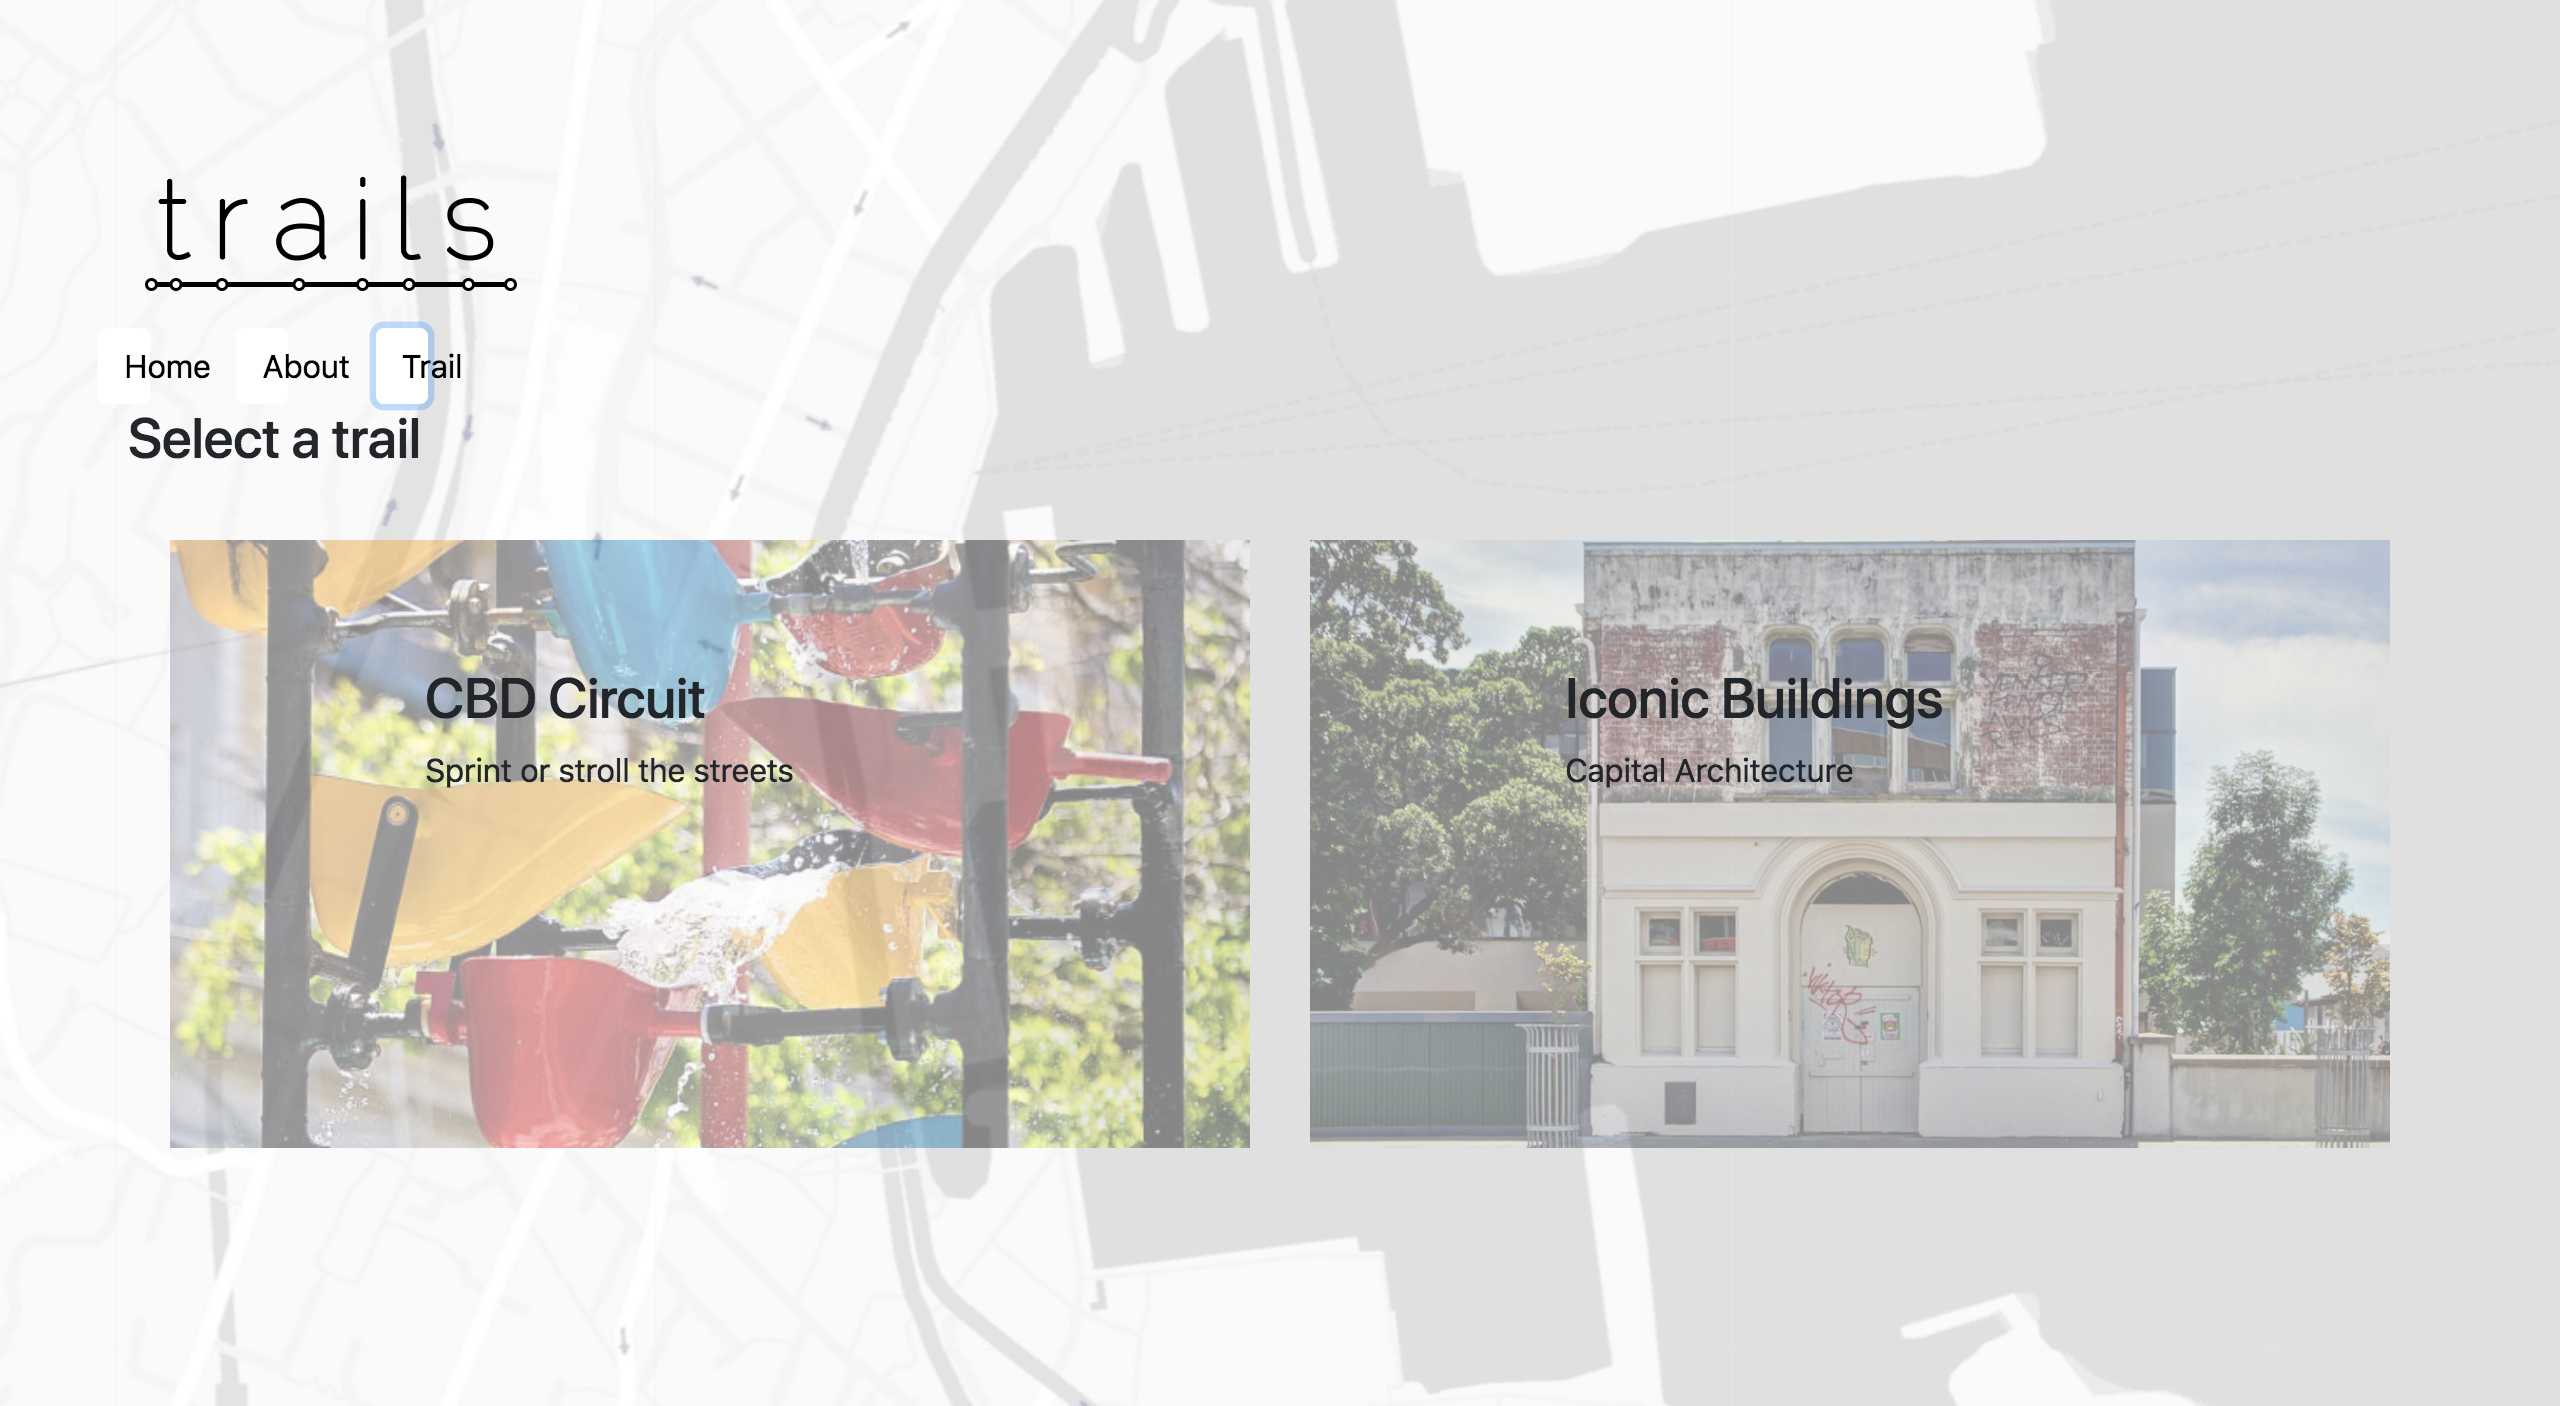 trails
Home About Trail
Select a trail
CBD Circuit
Sprint or stroll the streets
Iconic Buildings
Capital Architecture